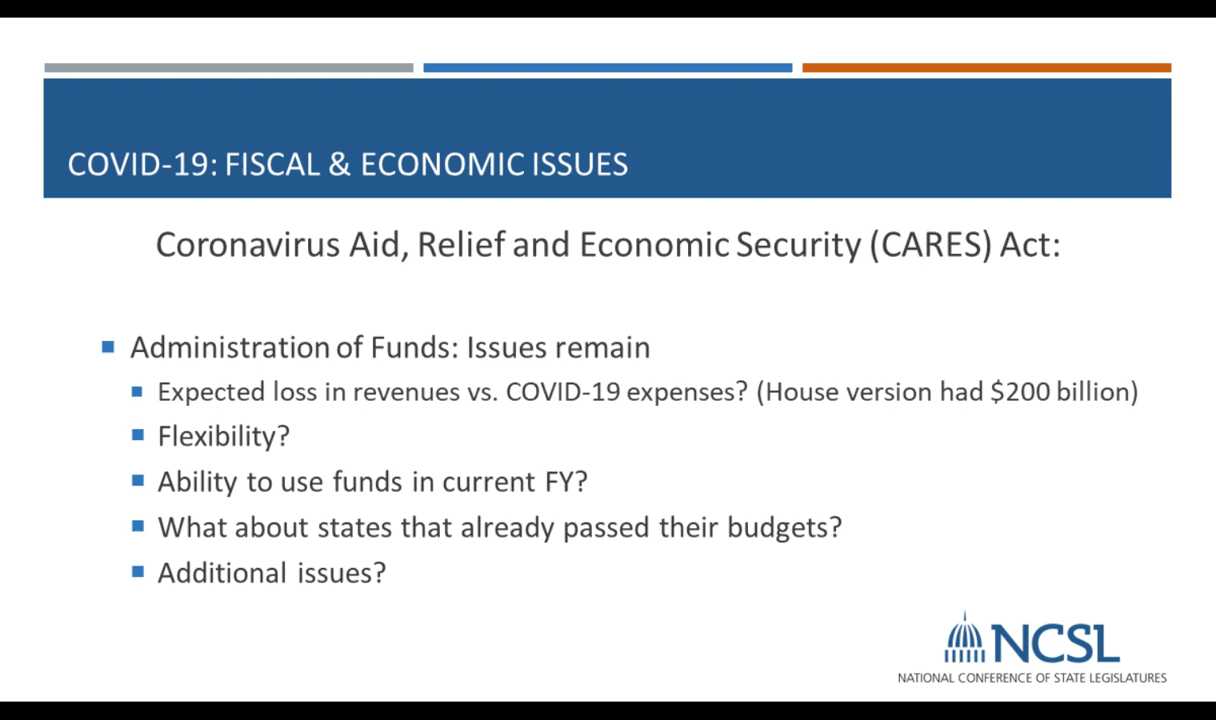 COVID-19: FISCAL & ECONOMIC ISSUES
Coronavirus Aid, Relief and Economic Security (CARES) Act:
Administration of Funds: Issues remain
Expected loss in revenues vs. COVID-19 expenses? (House version had $200 billion)
Flexibility?
Ability to use funds in current FY?
What about states that already passed their budgets?
Additional issues?
NCSL
NATIONAL CONFERENCE OF STATE LEGISLATURES